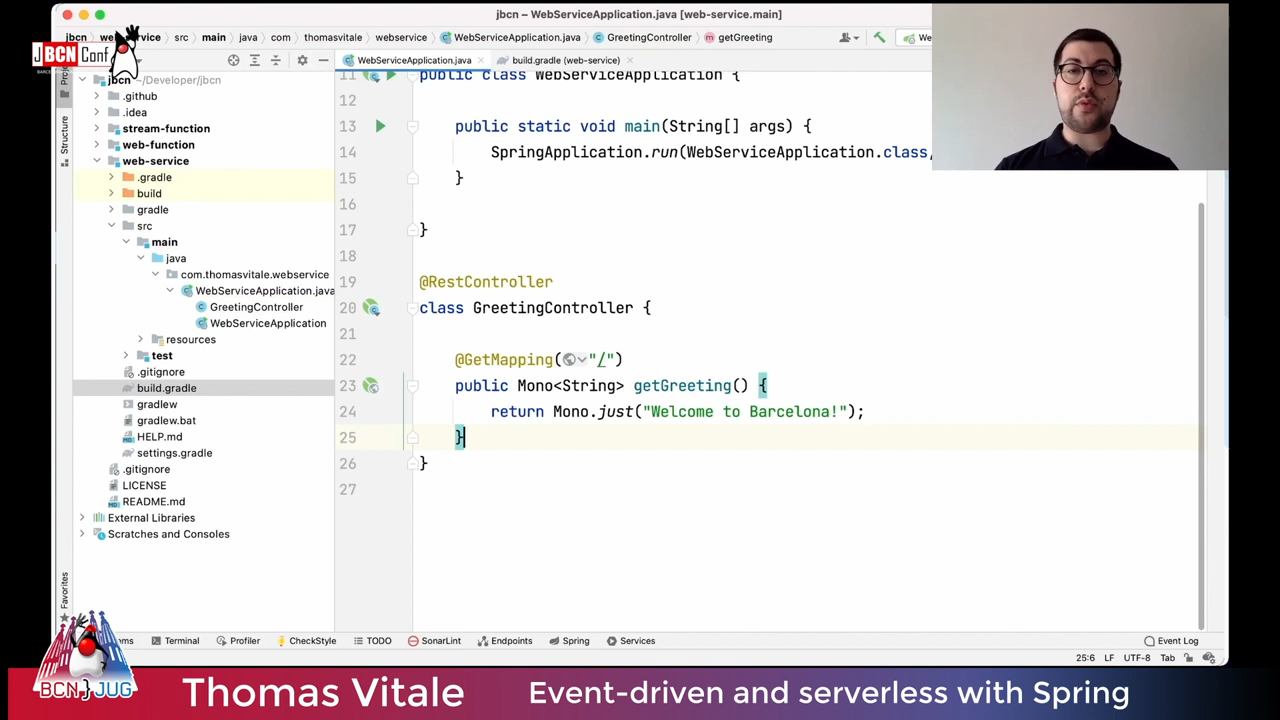 jbcn – WebServiceApplication.java [web-service.main]
jbcn
src main java com thomasvitale webservice WebServiceApplication.java GreetingController getGreeting
JBCNConf
WebServiceApplication.java build.gradle (web-service)
jbcn ~/Developer/jbcn
.github
.idea
stream-function
web-function
web-service
.gradle
build
gradle
src
main
java
com.thomasvitale.webservice
WebServiceApplication.java
GreetingController
WebServiceApplication
resources
test
.gitignore
build.gradle
gradlew
gradlew.bat
HELP.md
settings.gradle
.gitignore
LICENSE
README.md
External Libraries
Scratches and Consoles
Structure
Favorites
11 public class WebServiceApplication {
12
13 public static void main(String[] args) {
14 SpringApplication.run(WebServiceApplication.class,
15 }
16
17 }
18
19 @RestController
20 class GreetingController {
21
22 @GetMapping("/")
23 public Mono<String> getGreeting() {
24 return Mono.just("Welcome to Barcelona!");
25 }
26 }
27
Terminal Profiler CheckStyle TODO SonarLint Endpoints Spring Services Event Log
25:6 LF UTF-8 Tab
BCN JUG
Thomas Vitale Event-driven and serverless with Spring